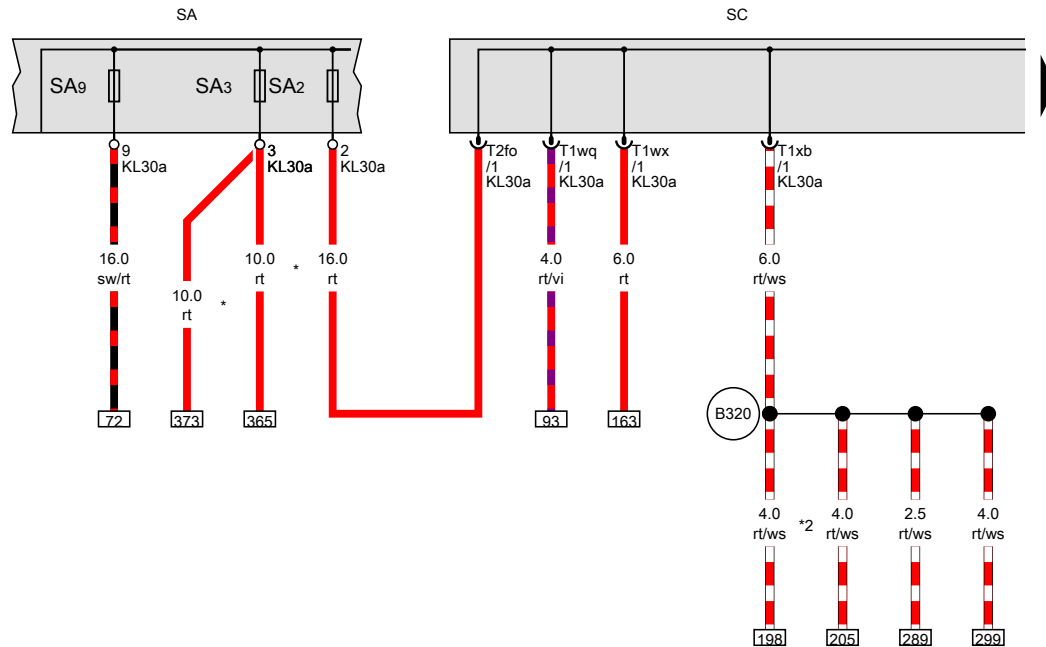 SA
SC
SA9
SA3
SA2
9
KL30a
3
KL30a
2
KL30a
T2fo
/1
KL30a
T1wq
/1
KL30a
T1wx
/1
KL30a
T1xb
/1
KL30a
16.0
sw/rt
10.0
rt
*
10.0
rt
*
16.0
rt
4.0
rt/vi
6.0
rt
6.0
rt/ws
72
373
365
93
163
B320
4.0
rt/ws
*2
4.0
rt/ws
2.5
rt/ws
4.0
rt/ws
198
205
289
299